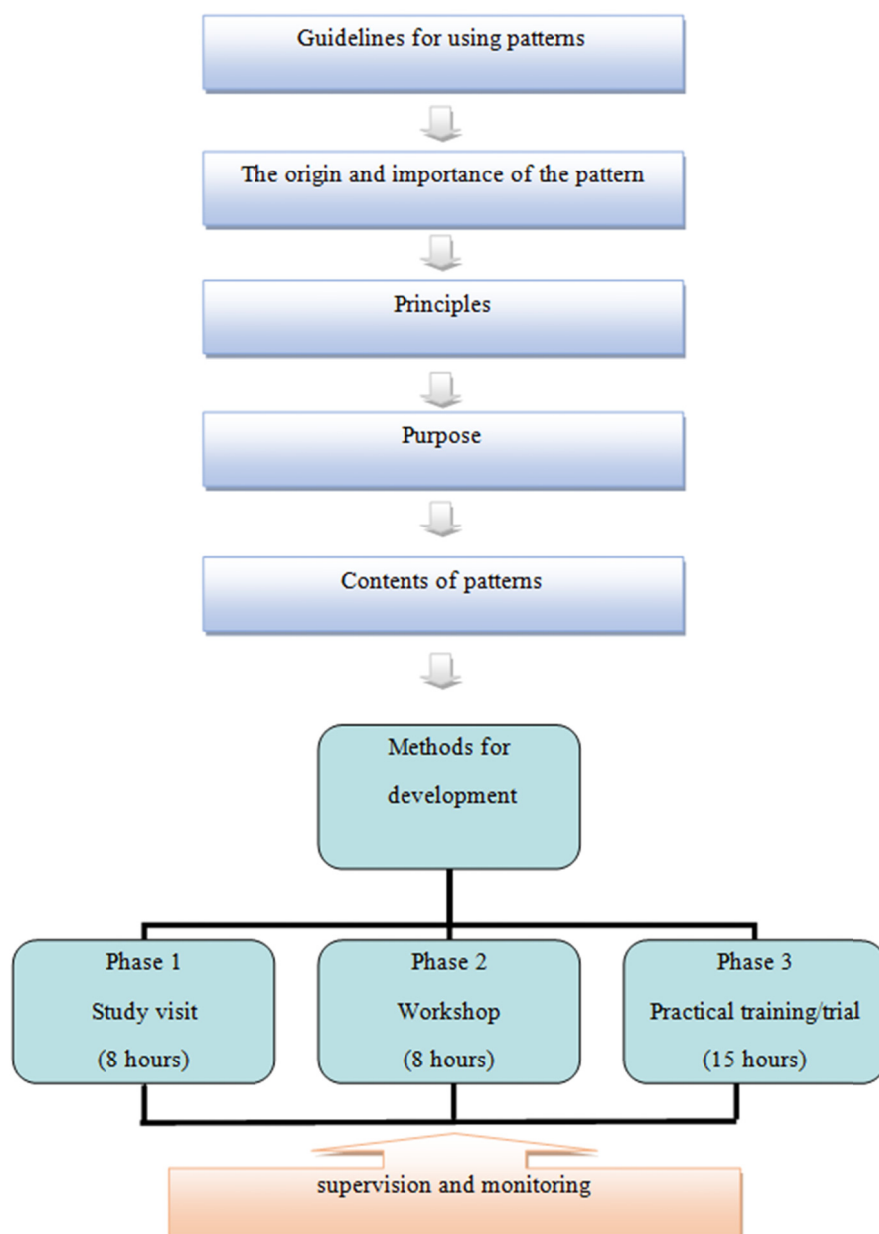 Guidelines for using patterns
The origin and importance of the pattern
Principles
Purpose
Contents of patterns
Methods for
development
Phase 1
Study visit
(8 hours)
Phase 2
Workshop
(8 hours)
Phase 3
Practical training/trial
(15 hours)
supervision and monitoring